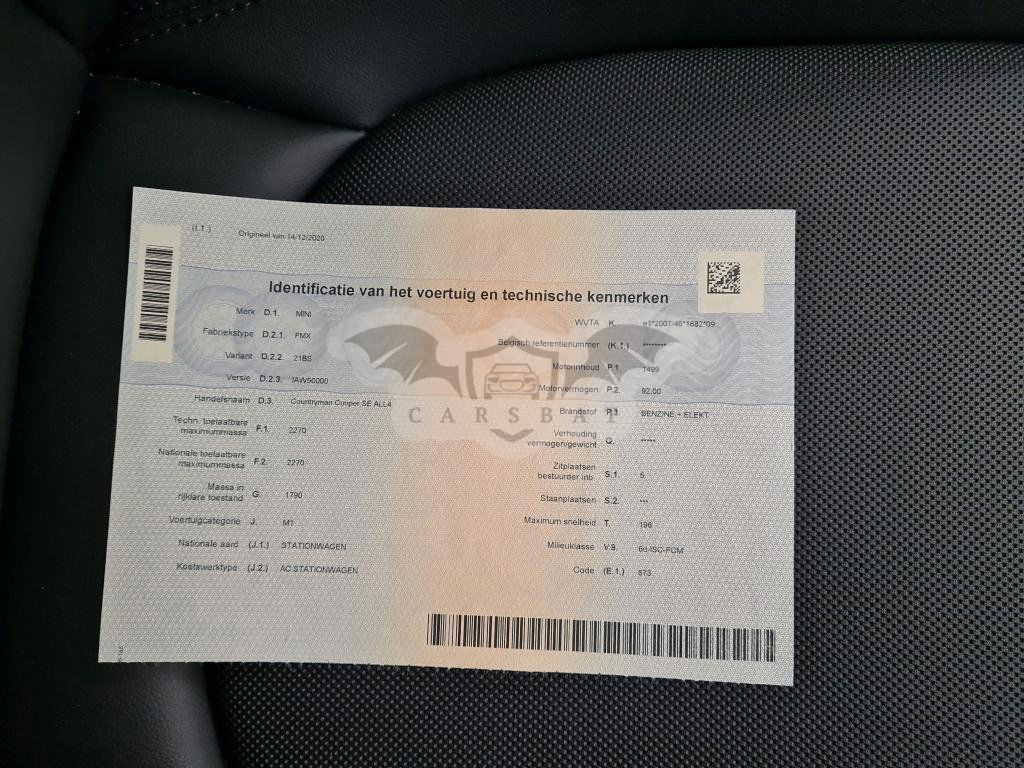 (I.1.) Origineel van 14/12/2020
Identificatie van het voertuig en technische kenmerken
Merk D.1. MINI
Fabriekstype D.2.1. FMX
Variant D.2.2. 21BS
Versie D.2.3. /AW50000
Handelsnaam D.3. Countryman Cooper SE ALL4
Techn. toelaatbare
maximummassa F.1. 2270
Nationale toelaatbare
maximummassa F.2. 2270
Massa in
rijklare toestand G. 1790
Voertuigcategorie J. M1
Nationale aard (J.1.) STATIONWAGEN
Koetswerktype (J.2.) AC STATIONWAGEN
WVTA K. e1*2007/46*1682*09
Belgisch referentienummer (K.1.) ********
Motorinhoud P.1. 1499
Motorvermogen P.2. 92.00
Brandstof P.3. BENZINE + ELEKT
Verhouding
vermogen/gewicht Q. *****
Zitplaatsen
bestuurder inb. S.1. 5
Staanplaatsen S.2. ***
Maximum snelheid T. 196
Milieuklasse V.9. 6d-ISC-FCM
Code (E.1.) 873
CARSBAT